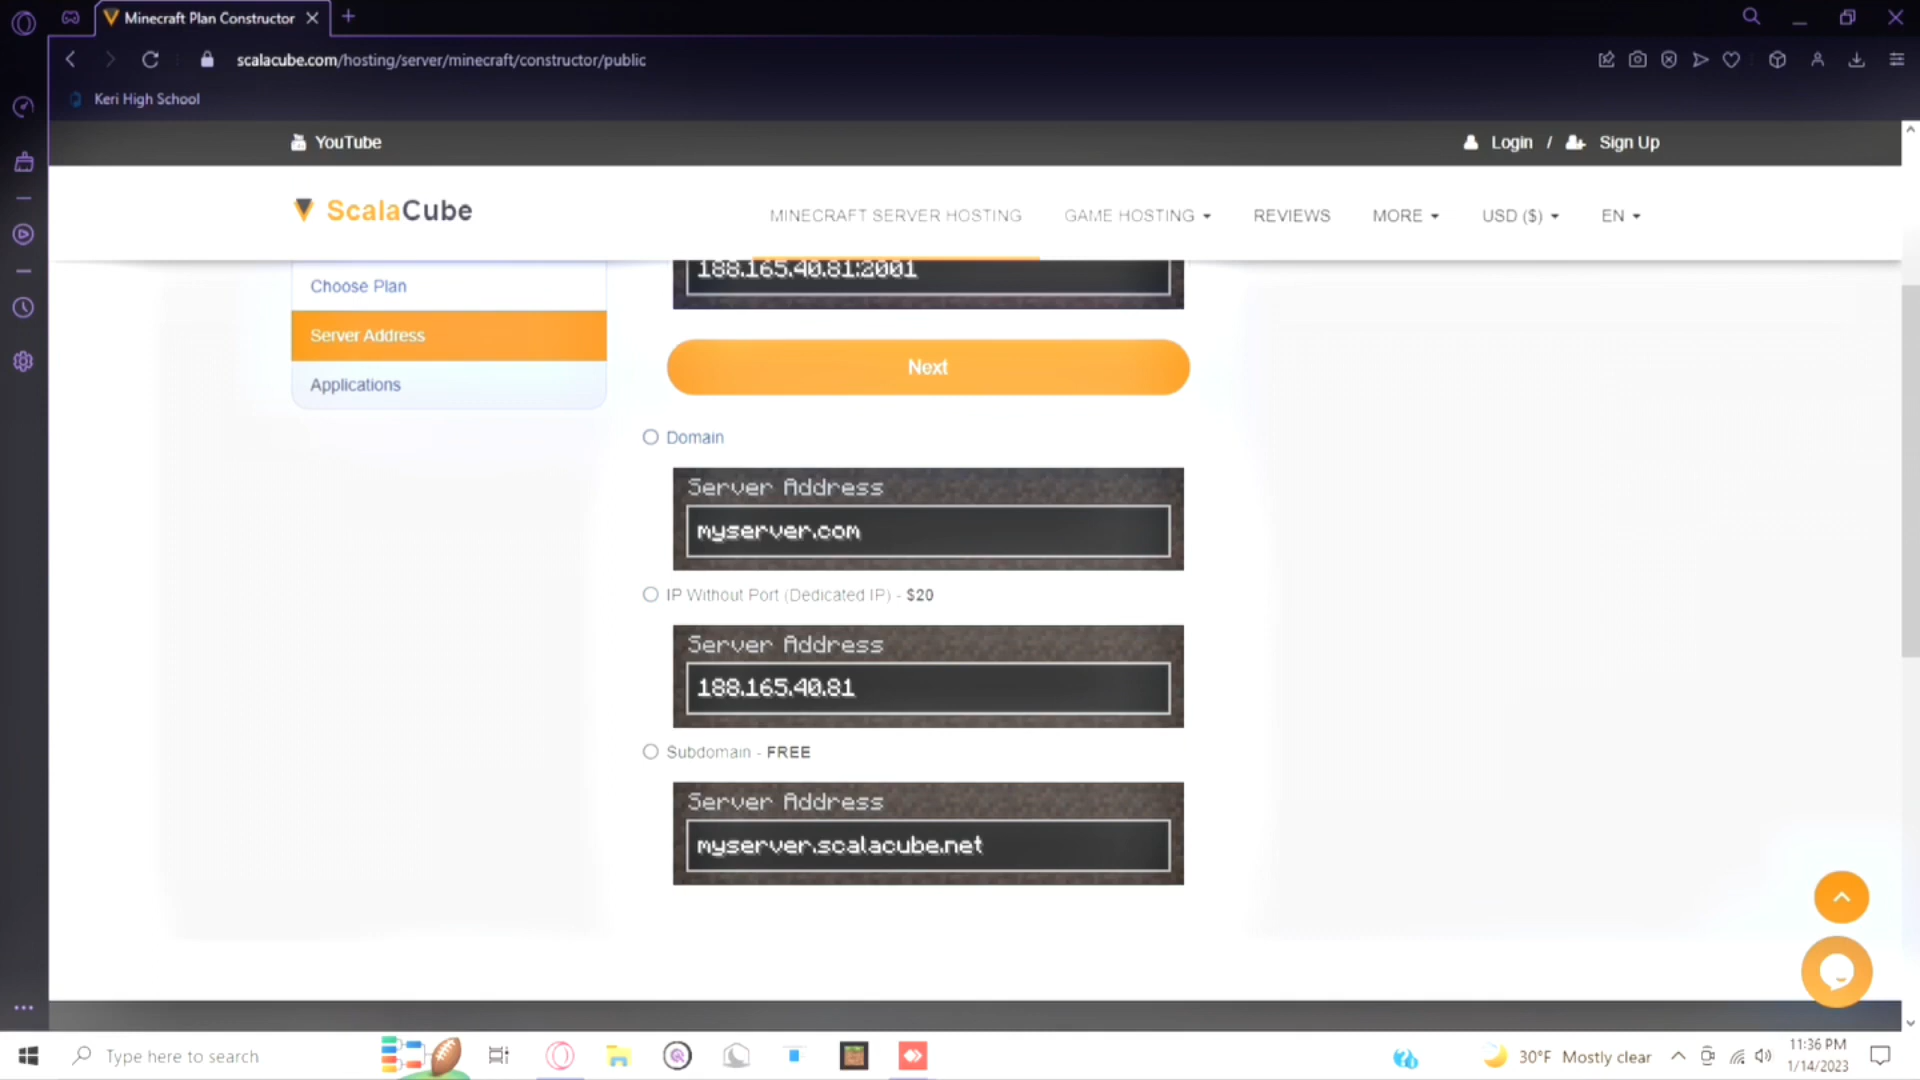 Minecraft Plan Constructor
scalacube.com/hosting/server/minecraft/constructor/public
Keri High School
YouTube
Login / Sign Up
ScalaCube
MINECRAFT SERVER HOSTING
GAME HOSTING
REVIEWS
MORE
USD ($)
EN
Choose Plan
Server Address
Applications
188.165.40.81:2001
Next
Domain
Server Address
myserver.com
IP Without Port (Dedicated IP) - $20
Server Address
188.165.40.81
Subdomain - FREE
Server Address
myserver.scalacube.net
Type here to search
30°F Mostly clear
11:36 PM
1/14/2023